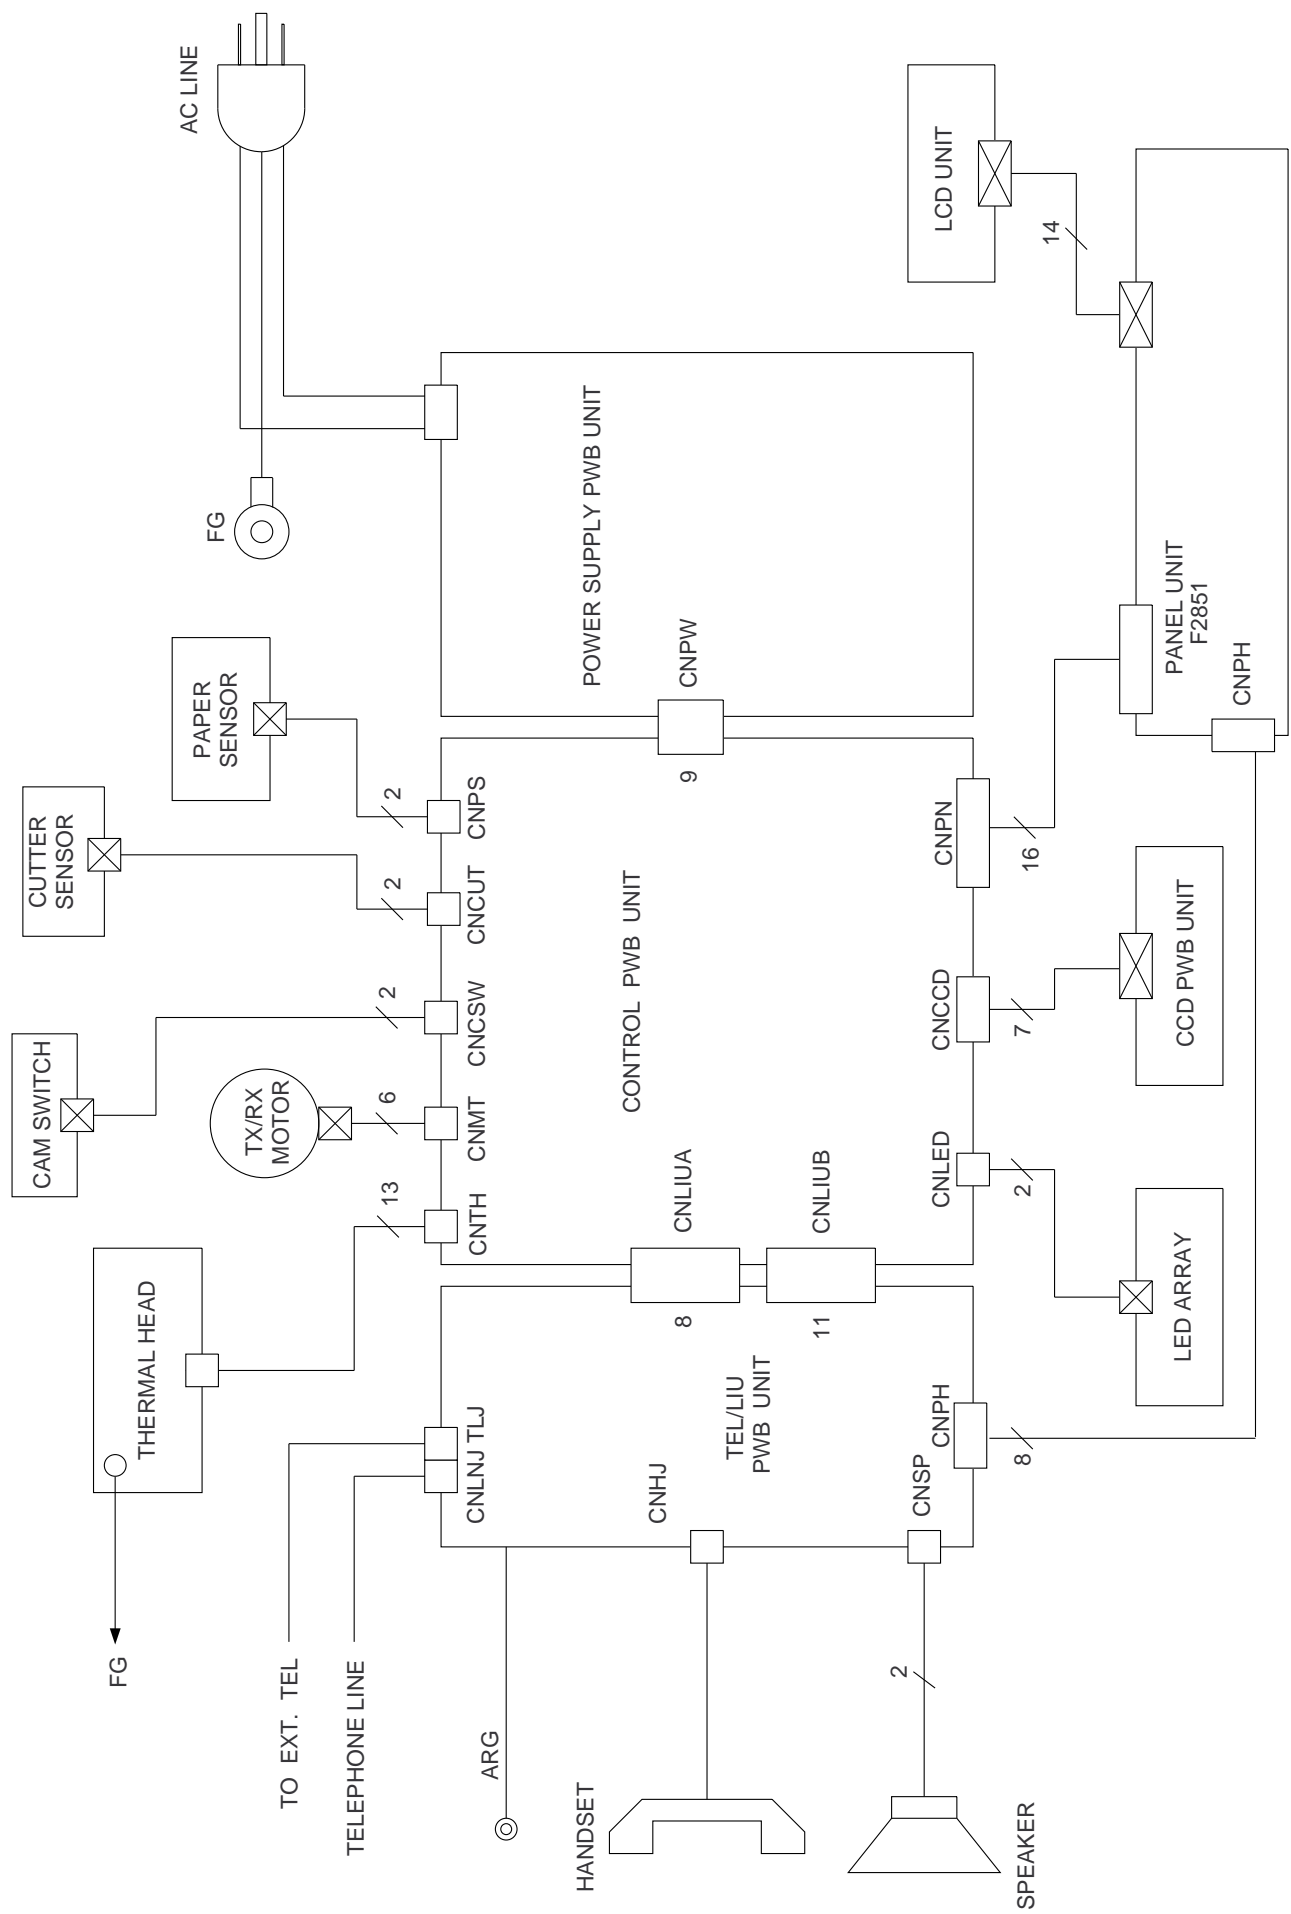 FG
THERMAL HEAD
CAM SWITCH
CUTTER
SENSOR
PAPER
SENSOR
TX/RX
MOTOR
FG
AC LINE
TO EXT. TEL
TELEPHONE LINE
13
6
2
2
2
CNLNJ
TLJ
CNTH
CNMT
CNCSW
CNCUT
CNPS
ARG
HANDSET
CNHJ
TEL/LIU
PWB UNIT
CNLIUA
8
CNLIUB
11
CONTROL PWB UNIT
CNPW
9
POWER SUPPLY PWB UNIT
SPEAKER
2
CNSP
CNPH
CNLED
CNCCD
CNPN
8
2
7
16
14
LCD UNIT
LED ARRAY
CCD PWB UNIT
PANEL UNIT
F2851
CNPH